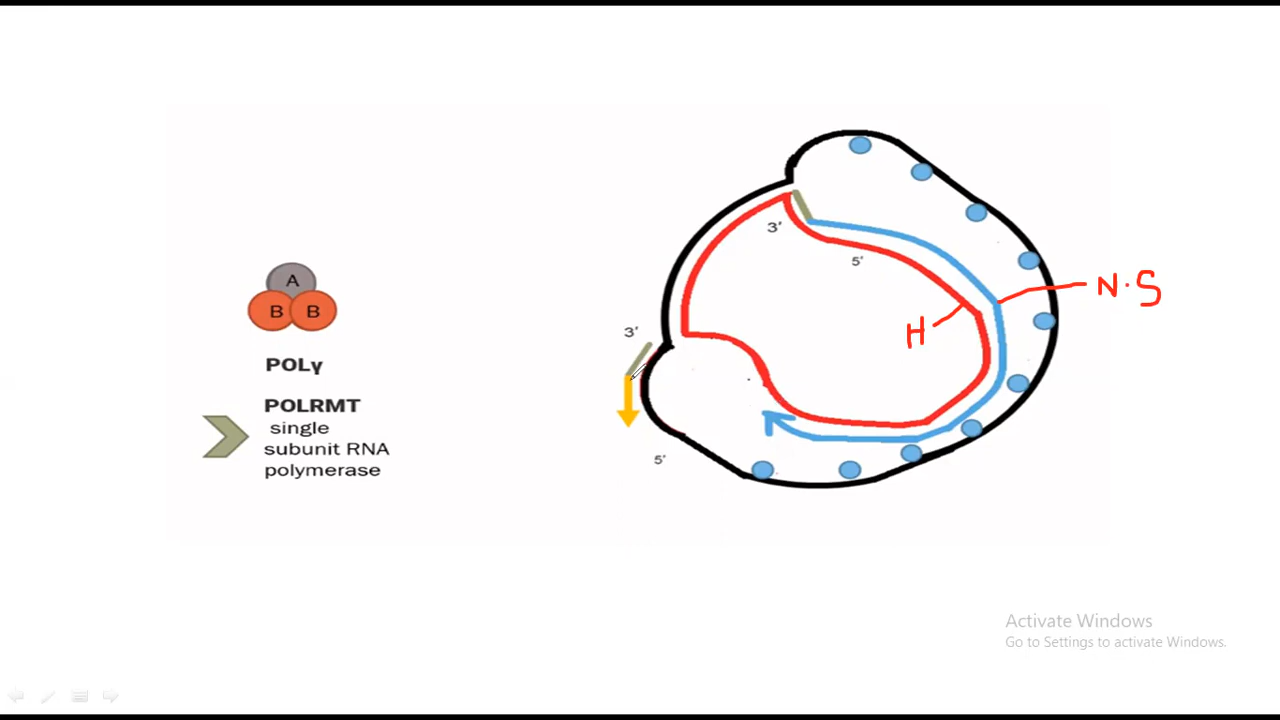 A
B B
POLγ
POLRMT
single
subunit RNA
polymerase
3'
5'
3'
5'
H
N·S
Activate Windows
Go to Settings to activate Windows.